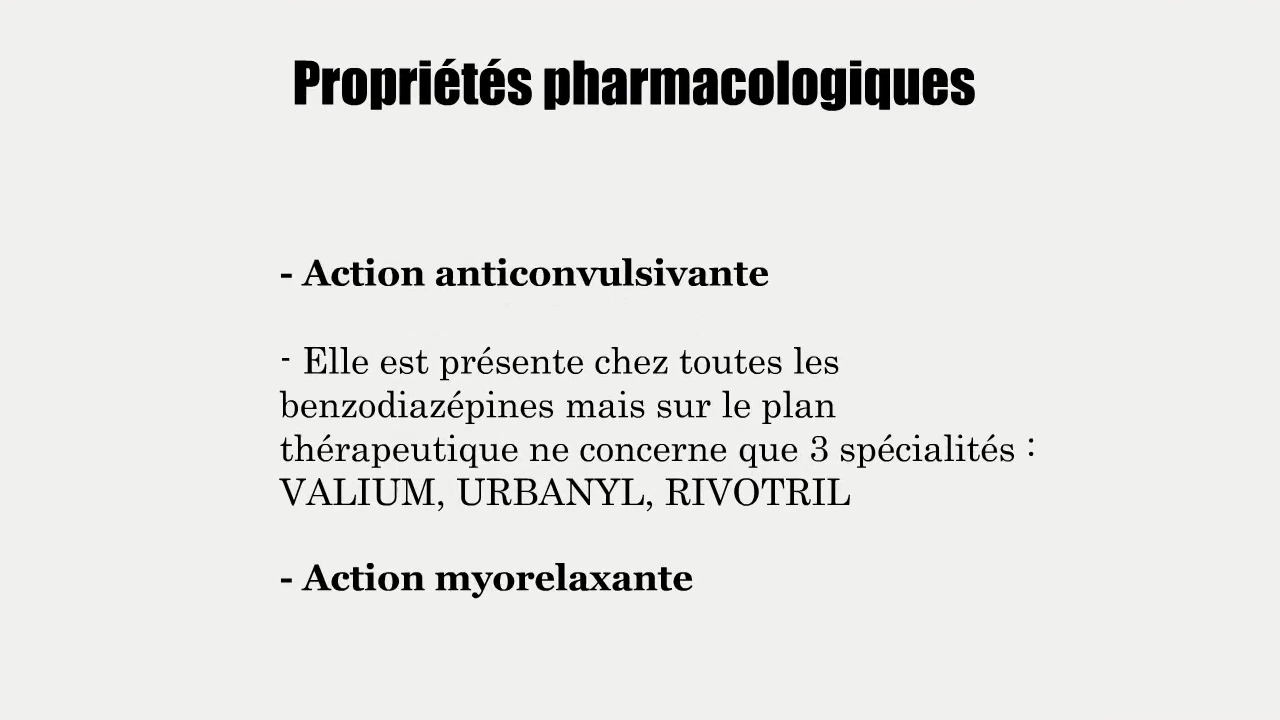 Propriétés pharmacologiques
- Action anticonvulsivante
- Elle est présente chez toutes les
benzodiazépines mais sur le plan
thérapeutique ne concerne que 3 spécialités :
VALIUM, URBANYL, RIVOTRIL
- Action myorelaxante